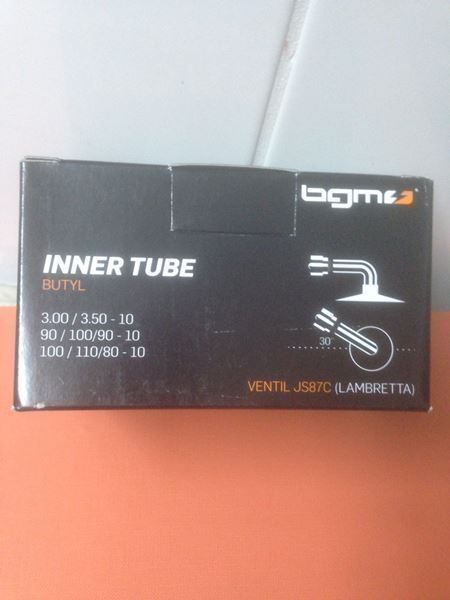 bgm
INNER TUBE
BUTYL
3.00 / 3.50 - 10
90 / 100/90 - 10
100 / 110/80 - 10
30°
VENTIL JS87C (LAMBRETTA)